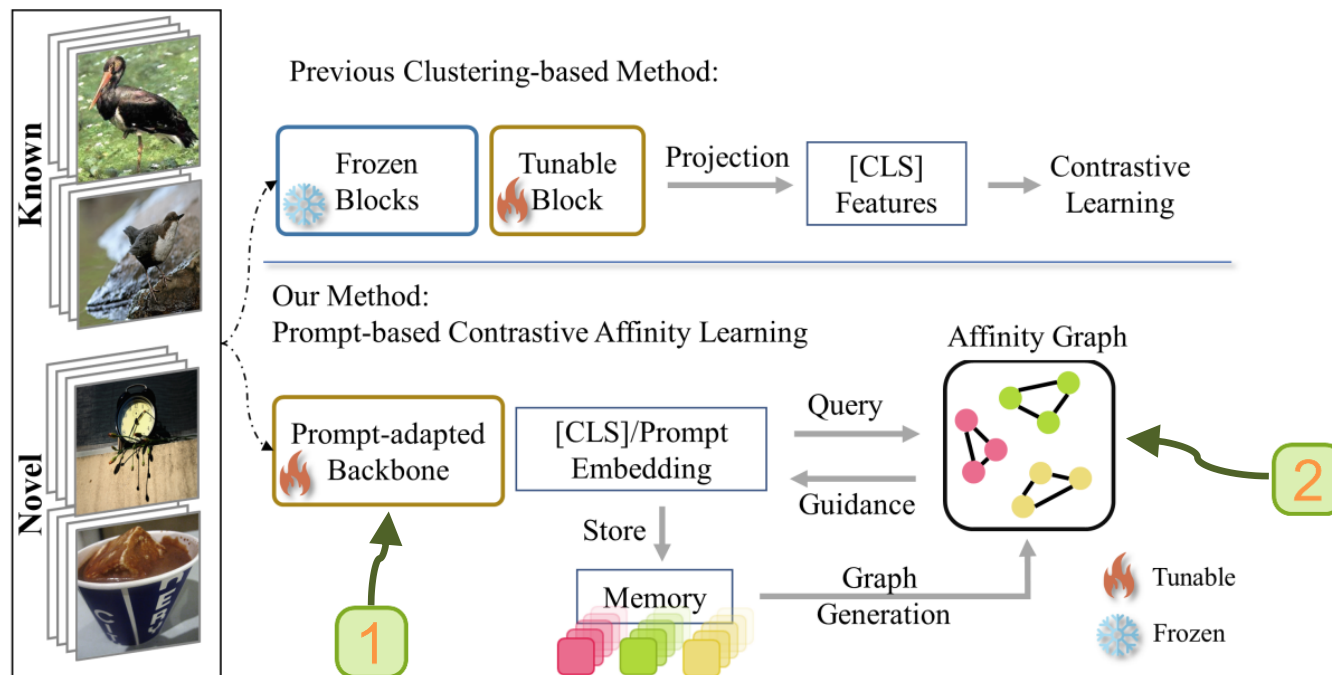 Known
Novel
Previous Clustering-based Method:
Frozen
Blocks
Tunable
Block
Projection
[CLS]
Features
Contrastive
Learning
Our Method:
Prompt-based Contrastive Affinity Learning
Prompt-adapted
Backbone
[CLS]/Prompt
Embedding
Query
Guidance
Affinity Graph
Store
Memory
Graph
Generation
Tunable
Frozen
1
2